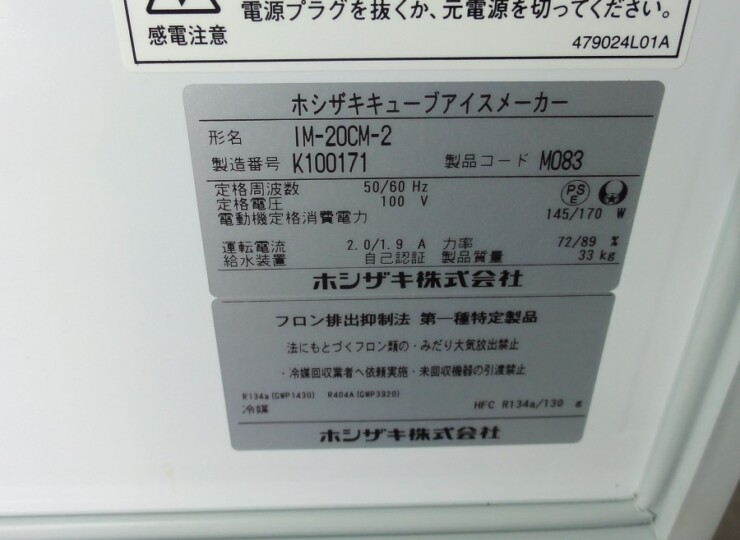 電源プラグを抜くか、元電源を切ってください。
感電注意
479024L01A
ホシザキキューブアイスメーカー
形名 IM-20CM-2
製造番号 K100171 製品コード M083
定格周波数 50/60 Hz
定格電圧 100 V
PSE
電動機定格消費電力 145/170 W
運転電流 2.0/1.9 A 力率 72/89 %
給水装置 自己認証 製品質量 33 kg
ホシザキ株式会社
フロン排出抑制法 第一種特定製品
法にもとづくフロン類の・みだり大気放出禁止
・冷媒回収業者へ依頼実施・未回収機器の引渡禁止
R134a(GWP1430) R404A(GWP3920)
冷媒 HFC R134a/130 g
ホシザキ株式会社